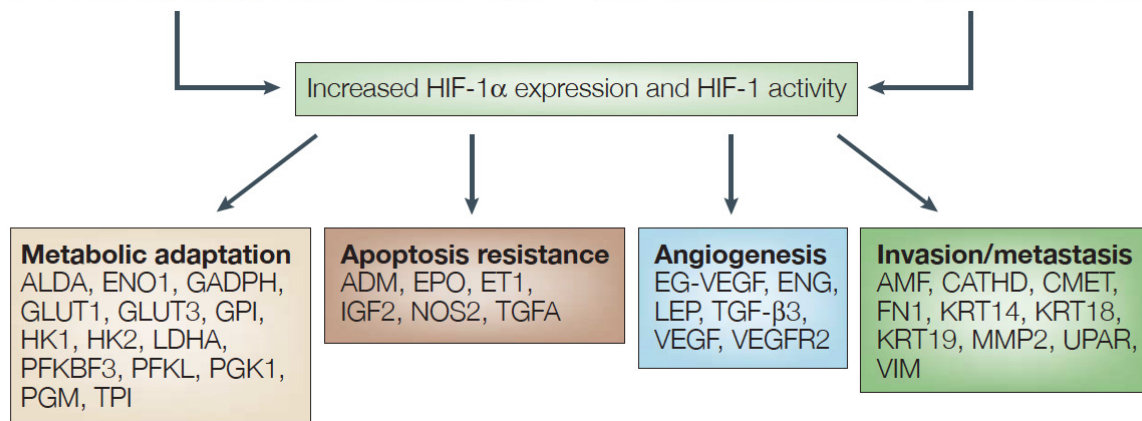 Increased HIF-1α expression and HIF-1 activity
Metabolic adaptation
ALDA, ENO1, GADPH,
GLUT1, GLUT3, GPI,
HK1, HK2, LDHA,
PFKBF3, PFKL, PGK1,
PGM, TPI
Apoptosis resistance
ADM, EPO, ET1,
IGF2, NOS2, TGFA
Angiogenesis
EG-VEGF, ENG,
LEP, TGF-β3,
VEGF, VEGFR2
Invasion/metastasis
AMF, CATHD, CMET,
FN1, KRT14, KRT18,
KRT19, MMP2, UPAR,
VIM